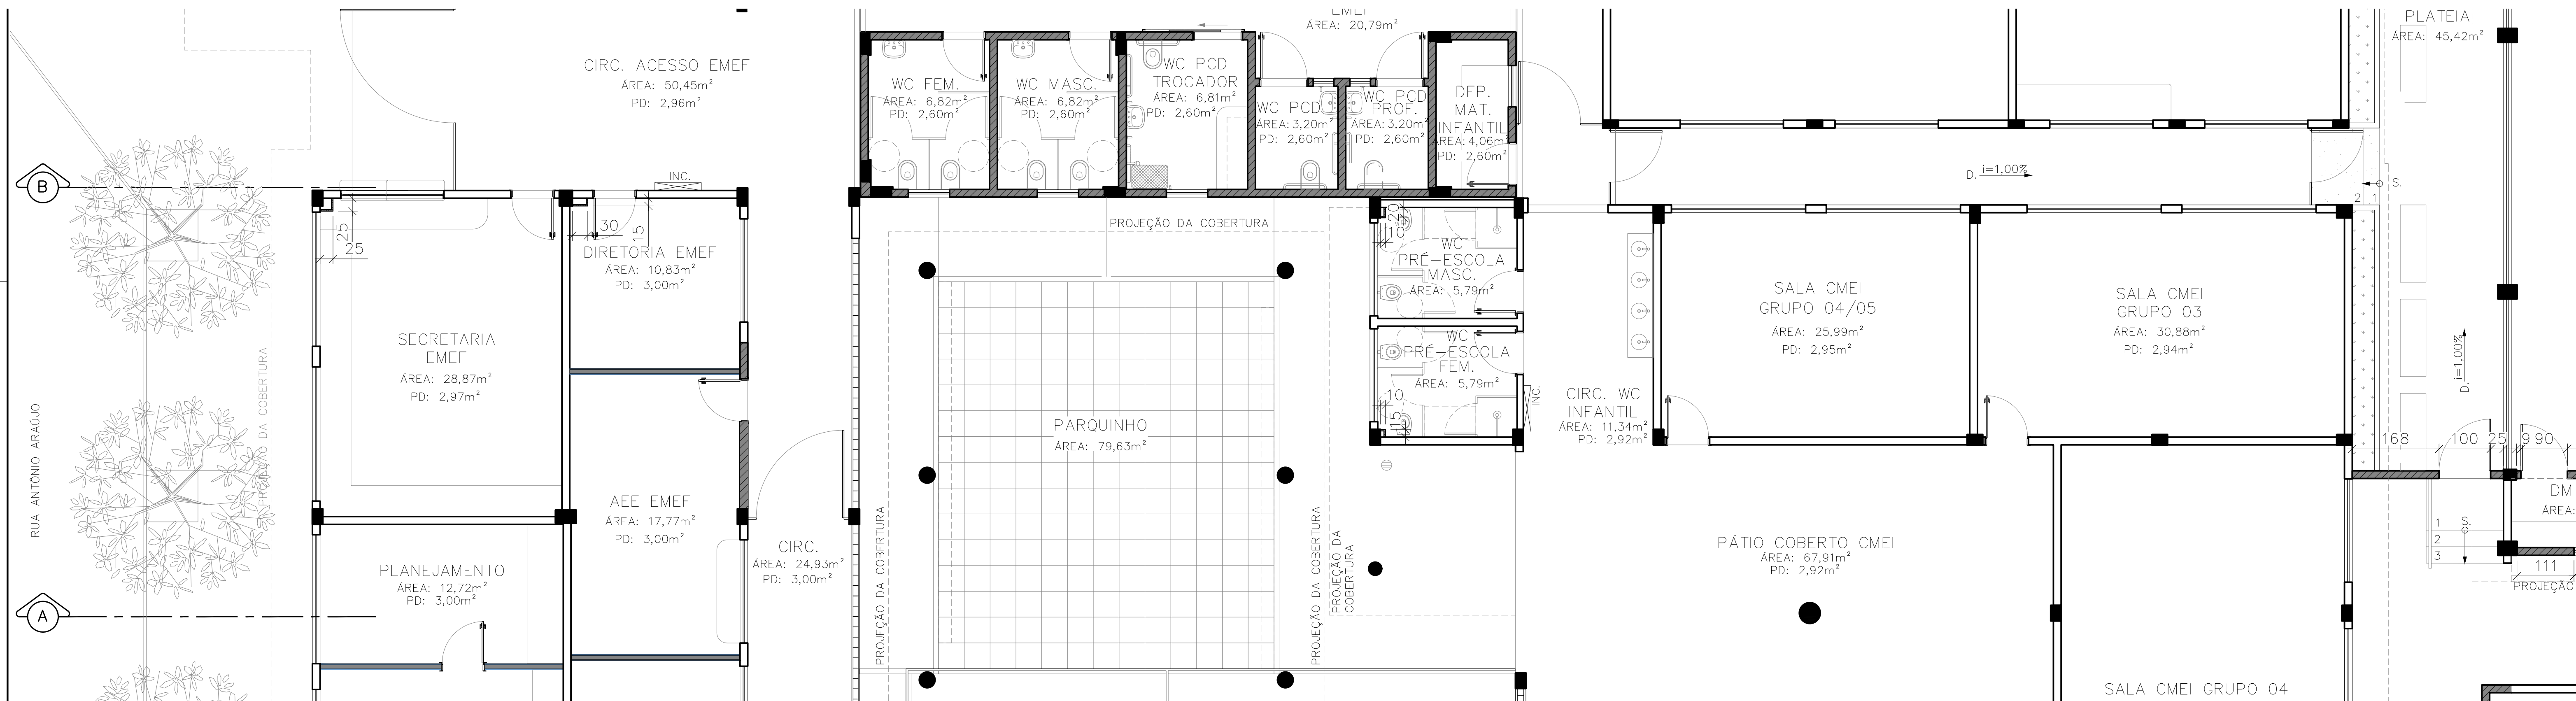 CIRC. ACESSO EMEF
ÁREA: 50,45m²
PD: 2,96m²
ÁREA: 20,79m²
PLATEIA
ÁREA: 45,42m²
WC FEM.
ÁREA: 6,82m²
PD: 2,60m²
WC MASC.
ÁREA: 6,82m²
PD: 2,60m²
WC PCD
TROCADOR
ÁREA: 6,81m²
PD: 2,60m²
WC PCD
ÁREA: 3,20m²
PD: 2,60m²
WC PCD
PROF.
ÁREA: 3,20m²
PD: 2,60m²
DEP.
MAT.
INFANTIL
ÁREA: 4,06m²
PD: 2,60m²
B
INC.
D. i=1,00%
S.
2 1
25
25
30
15
DIRETORIA EMEF
ÁREA: 10,83m²
PD: 3,00m²
PROJEÇÃO DA COBERTURA
20
10
WC
PRÉ-ESCOLA
MASC.
ÁREA: 5,79m²
WC
PRÉ-ESCOLA
FEM.
ÁREA: 5,79m²
10
15
INC.
SALA CMEI
GRUPO 04/05
ÁREA: 25,99m²
PD: 2,95m²
SALA CMEI
GRUPO 03
ÁREA: 30,88m²
PD: 2,94m²
D. i=1,00%
SECRETARIA
EMEF
ÁREA: 28,87m²
PD: 2,97m²
RUA ANTÔNIO ARAÚJO
PROJEÇÃO DA COBERTURA
PARQUINHO
ÁREA: 79,63m²
CIRC. WC
INFANTIL
ÁREA: 11,34m²
PD: 2,92m²
168 100 25 9 90
AEE EMEF
ÁREA: 17,77m²
PD: 3,00m²
CIRC.
ÁREA: 24,93m²
PD: 3,00m²
PROJEÇÃO DA COBERTURA
PROJEÇÃO DA COBERTURA
PROJEÇÃO DA
COBERTURA
PÁTIO COBERTO CMEI
ÁREA: 67,91m²
PD: 2,92m²
DM
ÁREA:
S.
1
2
3
111
PROJEÇÃO
PLANEJAMENTO
ÁREA: 12,72m²
PD: 3,00m²
A
SALA CMEI GRUPO 04